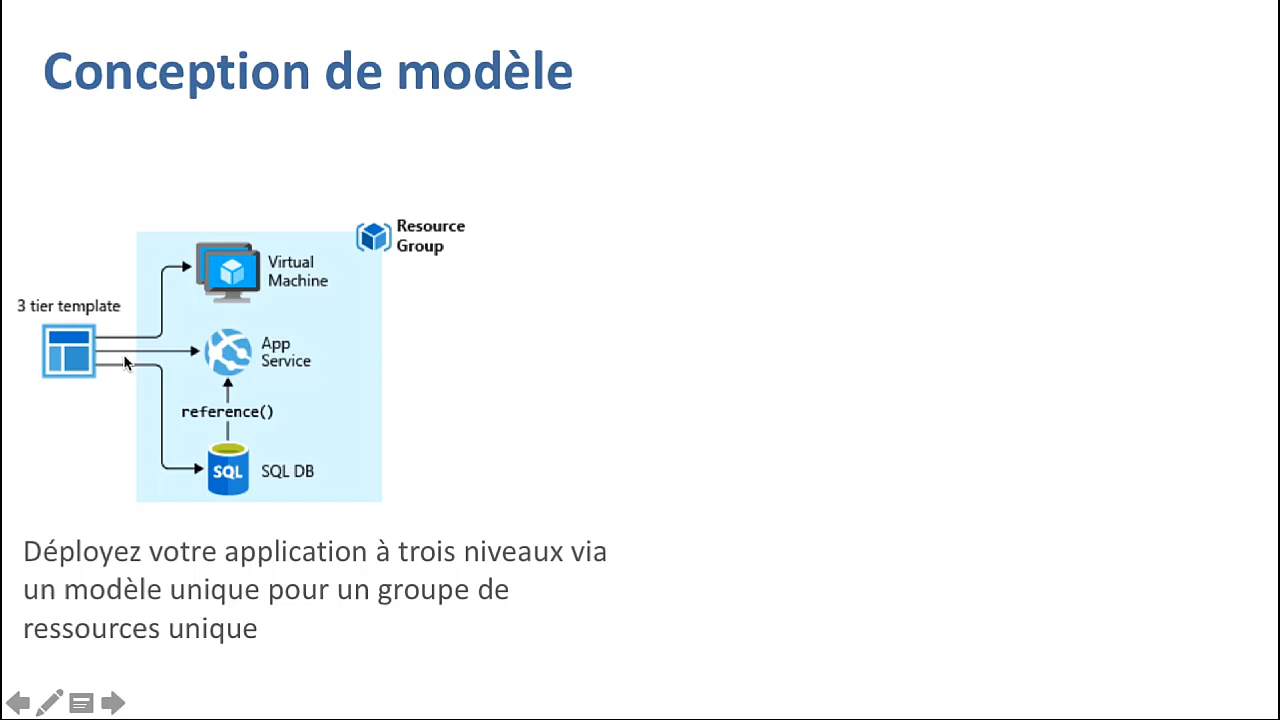 Conception de modèle
Resource
Group
Virtual
Machine
3 tier template
App
Service
reference()
SQL
SQL DB
Déployez votre application à trois niveaux via
un modèle unique pour un groupe de
ressources unique